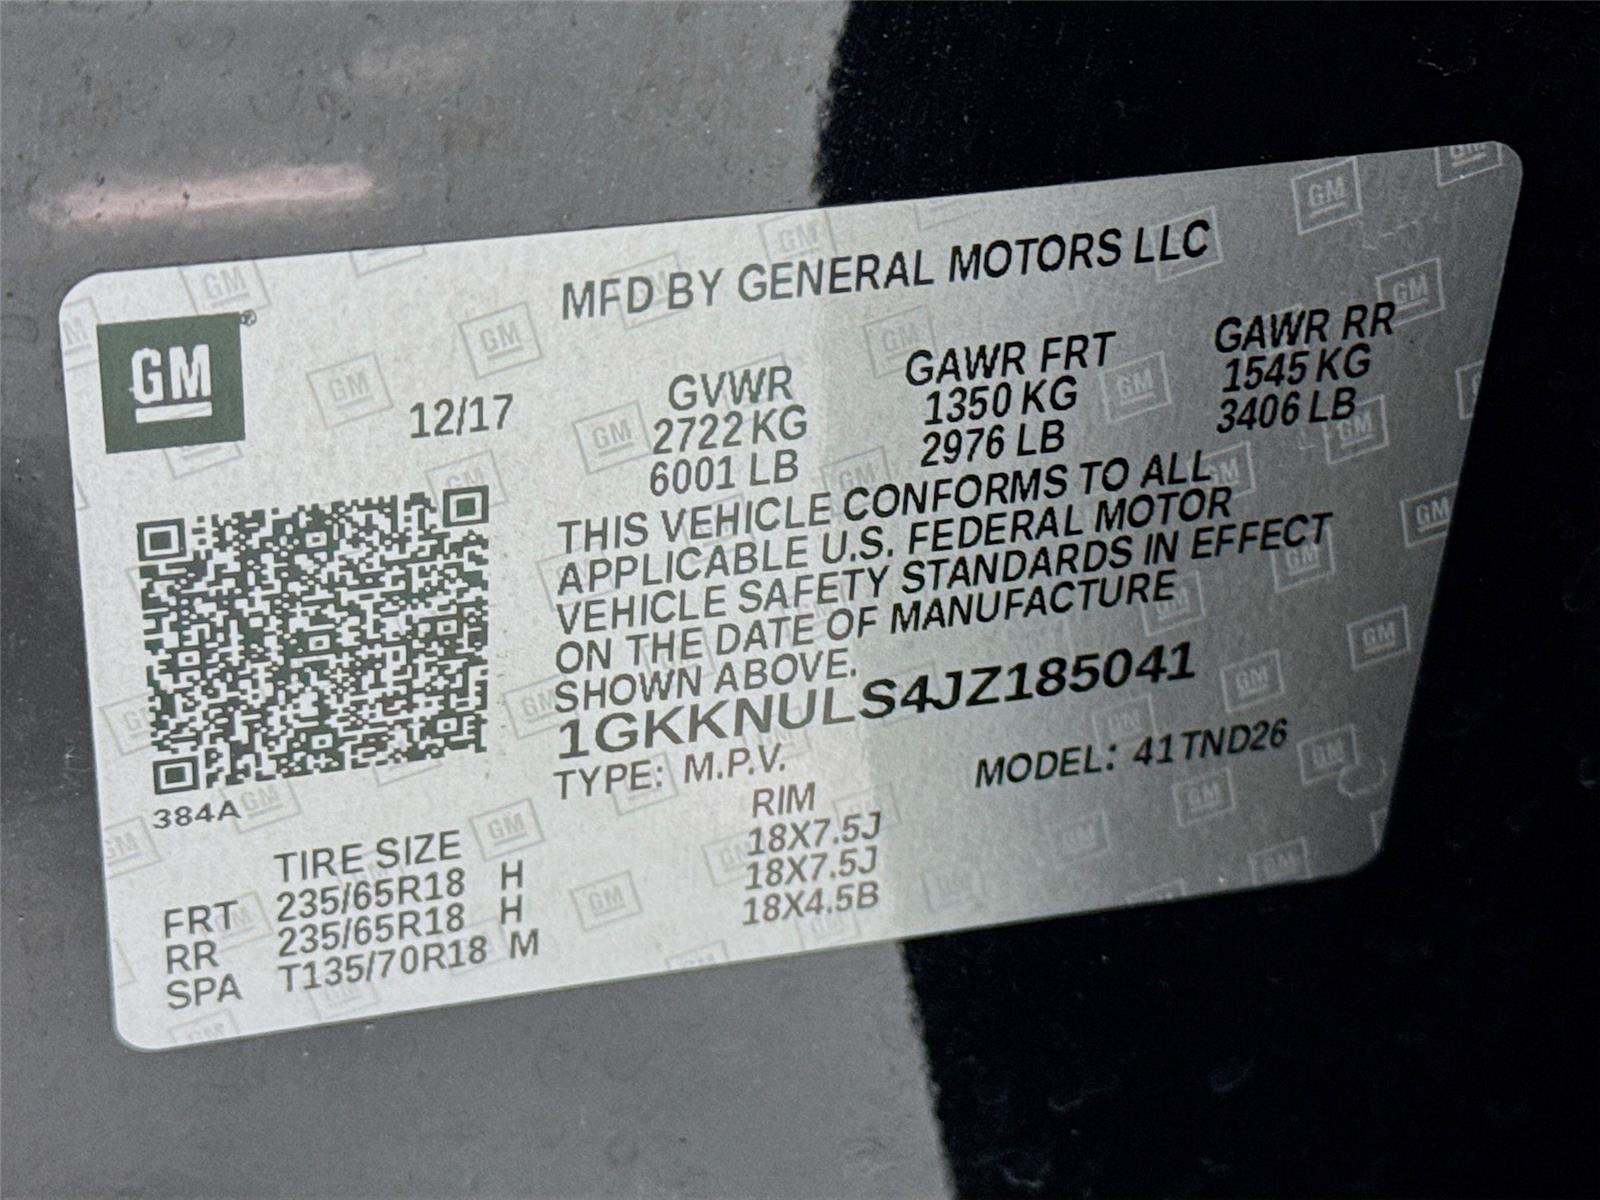 MFD BY GENERAL MOTORS LLC
GM
12/17
GVWR
2722 KG
6001 LB
GAWR FRT
1350 KG
2976 LB
GAWR RR
1545 KG
3406 LB
THIS VEHICLE CONFORMS TO ALL
APPLICABLE U.S. FEDERAL MOTOR
VEHICLE SAFETY STANDARDS IN EFFECT
ON THE DATE OF MANUFACTURE
SHOWN ABOVE.
1GKKNULS4JZ185041
TYPE: M.P.V.
MODEL: 41TND26
384A
TIRE SIZE RIM
FRT 235/65R18 H 18X7.5J
RR 235/65R18 H 18X7.5J
SPA T135/70R18 M 18X4.5B